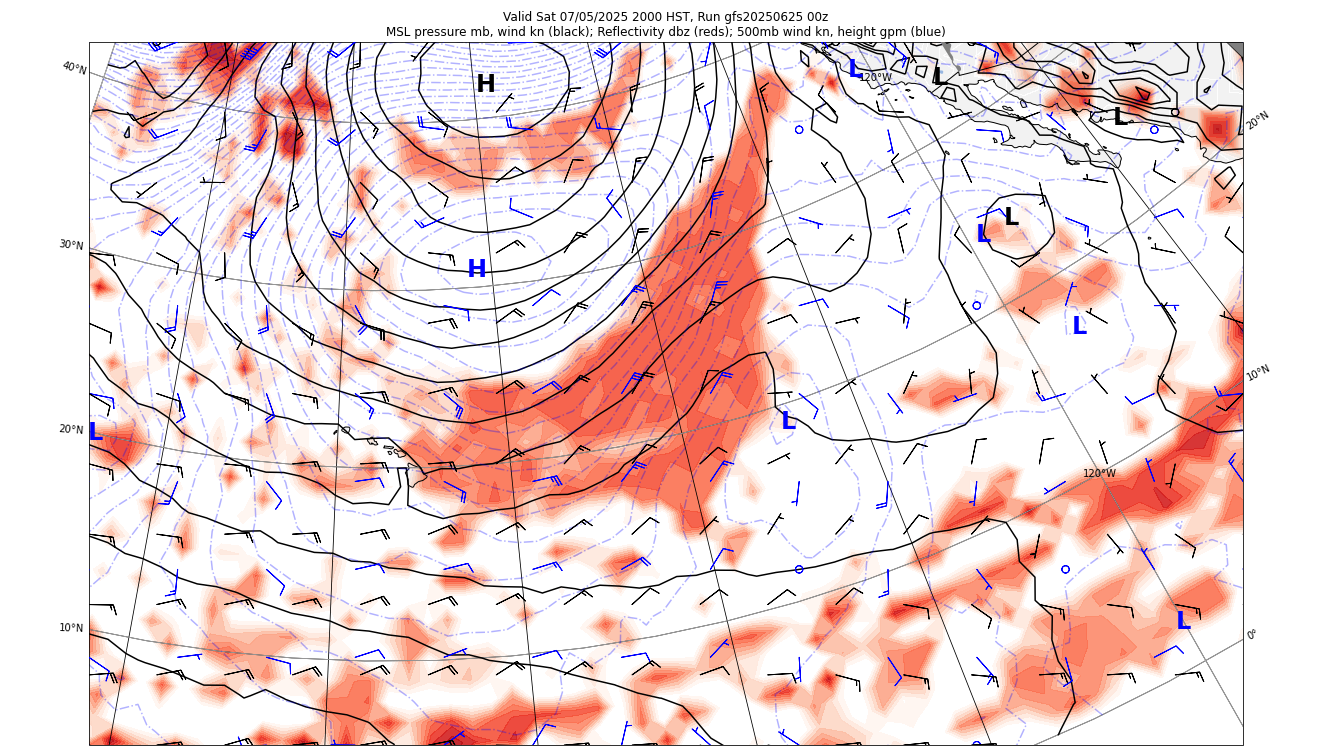 Valid Sat 07/05/2025 2000 HST, Run gfs20250625 00z
MSL pressure mb, wind kn (black); Reflectivity dbz (reds); 500mb wind kn, height gpm (blue)
40°N
H
L
120°W
L
L
20°N
30°N
H
L
L
L
10°N
20°N
L
L
120°W
10°N
L
0°